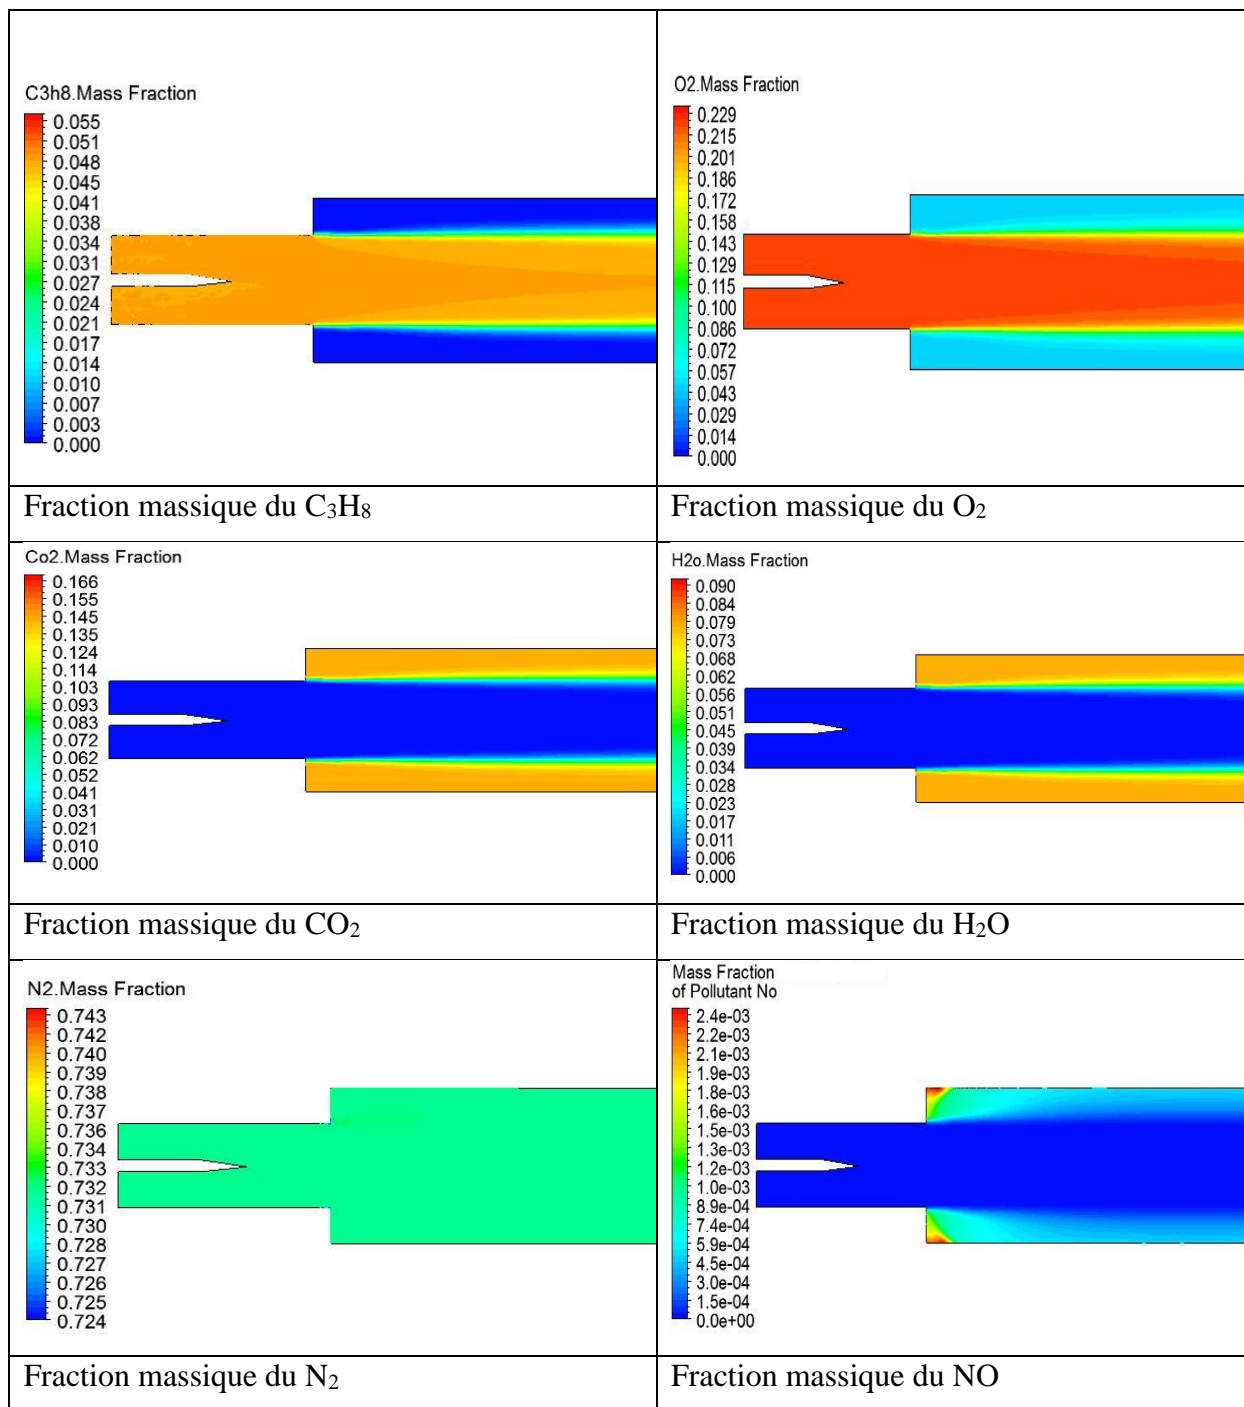 C3h8.Mass Fraction
0.055
0.051
0.048
0.045
0.041
0.038
0.034
0.031
0.027
0.024
0.021
0.017
0.014
0.010
0.007
0.003
0.000
O2.Mass Fraction
0.229
0.215
0.201
0.186
0.172
0.158
0.143
0.129
0.115
0.100
0.086
0.072
0.057
0.043
0.029
0.014
0.000
Fraction massique du C₃H₈
Fraction massique du O₂
Co2.Mass Fraction
0.166
0.155
0.145
0.135
0.124
0.114
0.103
0.093
0.083
0.072
0.062
0.052
0.041
0.031
0.021
0.010
0.000
H2o.Mass Fraction
0.090
0.084
0.079
0.073
0.068
0.062
0.056
0.051
0.045
0.039
0.034
0.028
0.023
0.017
0.011
0.006
0.000
Fraction massique du CO₂
Fraction massique du H₂O
N2.Mass Fraction
0.743
0.742
0.740
0.739
0.738
0.737
0.736
0.734
0.733
0.732
0.731
0.730
0.728
0.727
0.726
0.725
0.724
Mass Fraction
of Pollutant No
2.4e-03
2.2e-03
2.1e-03
1.9e-03
1.8e-03
1.6e-03
1.5e-03
1.3e-03
1.2e-03
1.0e-03
8.9e-04
7.4e-04
5.9e-04
4.5e-04
3.0e-04
1.5e-04
0.0e+00
Fraction massique du N₂
Fraction massique du NO